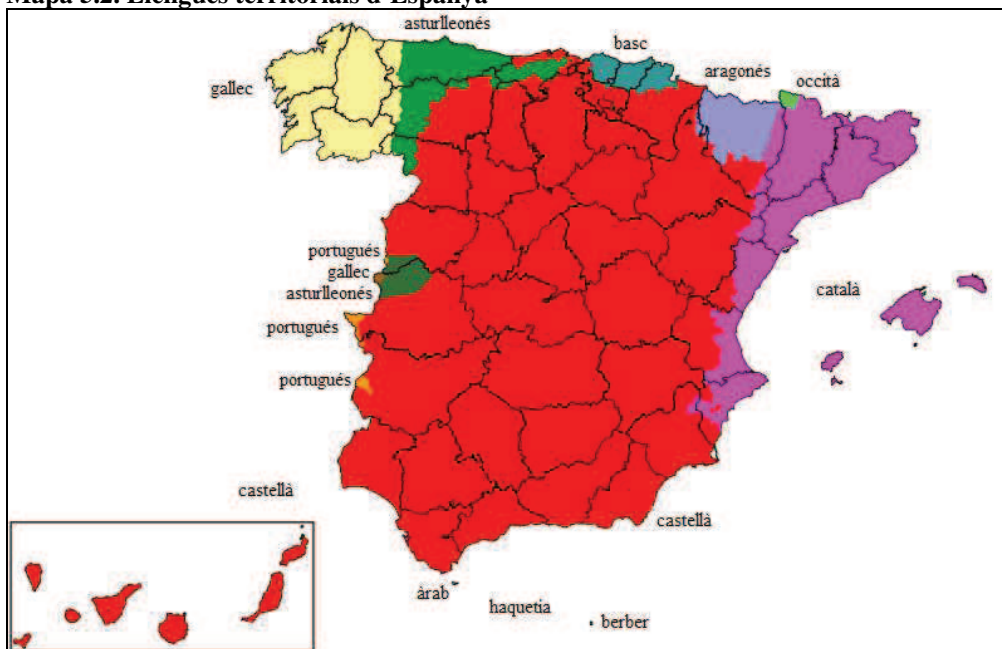 Mapa 3.2. Llengües territorials d'Espanya
asturlleonés
basc
gallec
aragonés
occità
portugués
gallec
asturlleonés
català
portugués
portugués
castellà
castellà
àrab
haquetia
berber